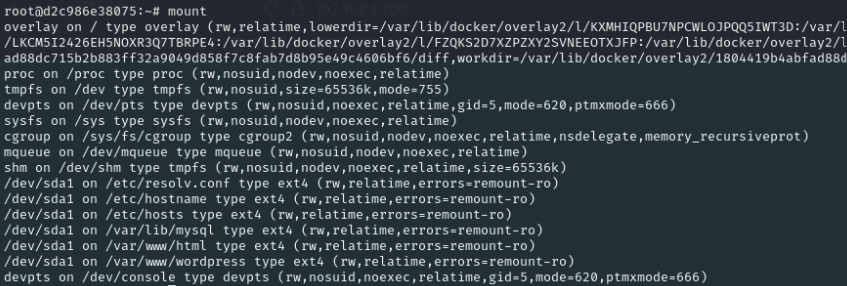 root@d2c986e38075:~# mount
overlay on / type overlay (rw,relatime,lowerdir=/var/lib/docker/overlay2/l/KXMHIQPBU7NPCWLOJPQQ5IWT3D:/var/l
/LKCM5I2426EH5NOXR3Q7TBRPE4:/var/lib/docker/overlay2/l/FZQKS2D7XZPZXY2SVNEEOTXJFP:/var/lib/docker/overlay2/l
ad88dc715b2b883ff32a9049d858f7c8fab7d8b95e49c4606bf6/diff,workdir=/var/lib/docker/overlay2/1804419b4abfad88d
proc on /proc type proc (rw,nosuid,nodev,noexec,relatime)
tmpfs on /dev type tmpfs (rw,nosuid,size=65536k,mode=755)
devpts on /dev/pts type devpts (rw,nosuid,noexec,relatime,gid=5,mode=620,ptmxmode=666)
sysfs on /sys type sysfs (rw,nosuid,nodev,noexec,relatime)
cgroup on /sys/fs/cgroup type cgroup2 (rw,nosuid,nodev,noexec,relatime,nsdelegate,memory_recursiveprot)
mqueue on /dev/mqueue type mqueue (rw,nosuid,nodev,noexec,relatime)
shm on /dev/shm type tmpfs (rw,nosuid,nodev,noexec,relatime,size=65536k)
/dev/sda1 on /etc/resolv.conf type ext4 (rw,relatime,errors=remount-ro)
/dev/sda1 on /etc/hostname type ext4 (rw,relatime,errors=remount-ro)
/dev/sda1 on /etc/hosts type ext4 (rw,relatime,errors=remount-ro)
/dev/sda1 on /var/lib/mysql type ext4 (rw,relatime,errors=remount-ro)
/dev/sda1 on /var/www/html type ext4 (rw,relatime,errors=remount-ro)
/dev/sda1 on /var/www/wordpress type ext4 (rw,relatime,errors=remount-ro)
devpts on /dev/console type devpts (rw,nosuid,noexec,relatime,gid=5,mode=620,ptmxmode=666)